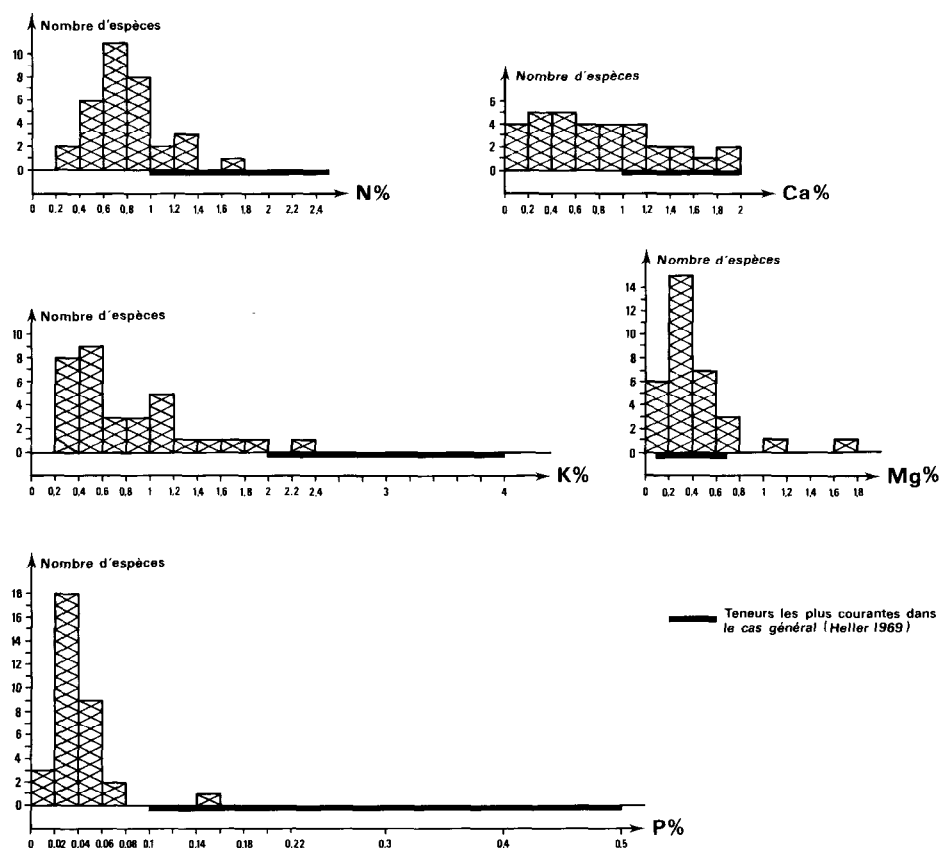 Nombre d'espèces
10
8
6
4
2
0
0 0,2 0,4 0,6 0,8 1 1,2 1,4 1,6 1,8 2 2,2 2,4
N%
Nombre d'espèces
6
4
2
0
0 0,2 0,4 0,6 0,8 1 1,2 1,4 1,6 1,8 2
Ca%
Nombre d'espèces
10
8
6
4
2
0
0 0,2 0,4 0,6 0,8 1 1,2 1,4 1,6 1,8 2 2,2 2,4 3 4
K%
Nombre d'espèces
14
12
10
8
6
4
2
0
0 0,2 0,4 0,6 0,8 1 1,2 1,4 1,6 1,8
Mg%
Nombre d'espèces
18
16
14
12
10
8
6
4
2
0
0 0,02 0,04 0,06 0,08 0,1 0,14 0,18 0,22 0,3 0,4 0,5
P%
Teneurs les plus courantes dans
le cas général (Heller 1969)